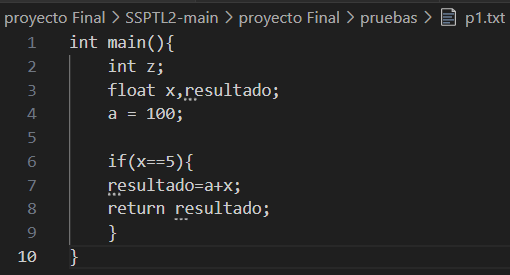 proyecto Final > SSPTL2-main > proyecto Final > pruebas > p1.txt
1 int main(){
2 int z;
3 float x,resultado;
4 a = 100;
5
6 if(x==5){
7 resultado=a+x;
8 return resultado;
9 }
10 }